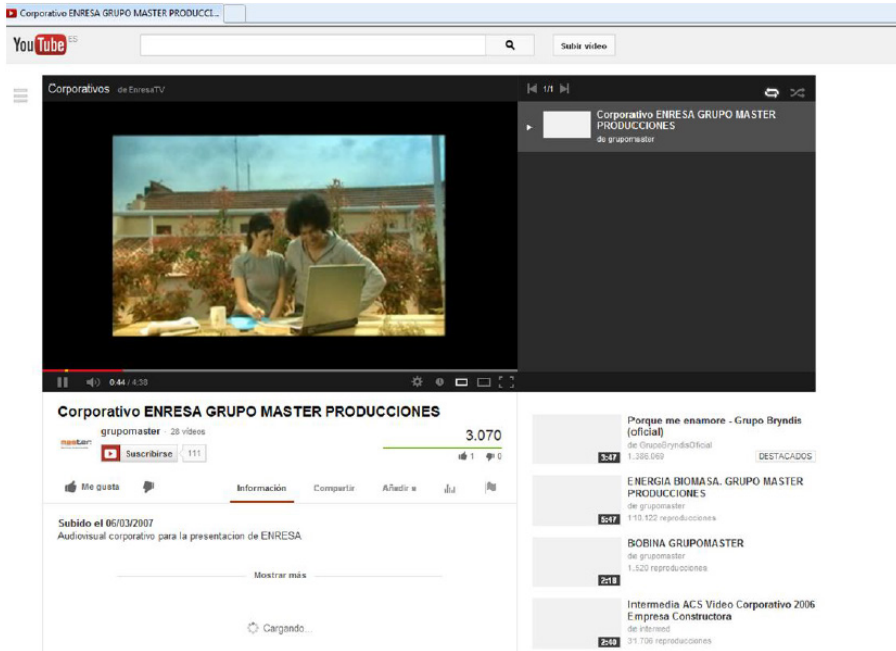 Corporativo ENRESA GRUPO MASTER PRODUCCI...
YouTube ES
Subir vídeo
Corporativos de EnresaTV
1/1
Corporativo ENRESA GRUPO MASTER
PRODUCCIONES
de grupomaster
0:44 / 4:38
Corporativo ENRESA GRUPO MASTER PRODUCCIONES
grupomaster · 28 vídeos
master
Suscribirse 111
3.070
1 0
Me gusta
Información Compartir Añadir a
Subido el 06/03/2007
Audiovisual corporativo para la presentacion de ENRESA
Mostrar más
Cargando...
Porque me enamore - Grupo Bryndis
(oficial)
de GrupoBryndisOficial
3:47 1.386.069 DESTACADOS
ENERGIA BIOMASA. GRUPO MASTER
PRODUCCIONES
de grupomaster
5:47 110.122 reproducciones
BOBINA GRUPOMASTER
de grupomaster
1.520 reproducciones
2:18
Intermedia ACS Video Corporativo 2006
Empresa Constructora
de intermed
2:40 31.706 reproducciones